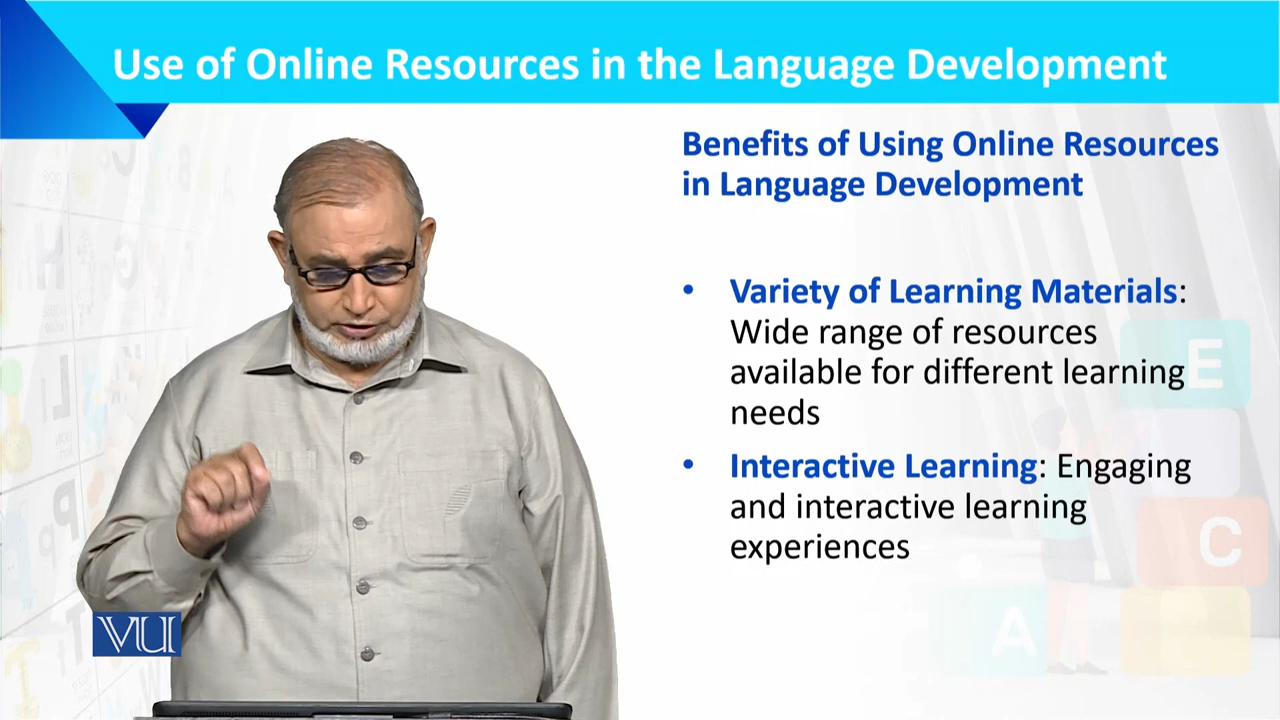 Use of Online Resources in the Language Development
Benefits of Using Online Resources
in Language Development
• Variety of Learning Materials:
Wide range of resources
available for different learning
needs
• Interactive Learning: Engaging
and interactive learning
experiences
VU
E
C
A